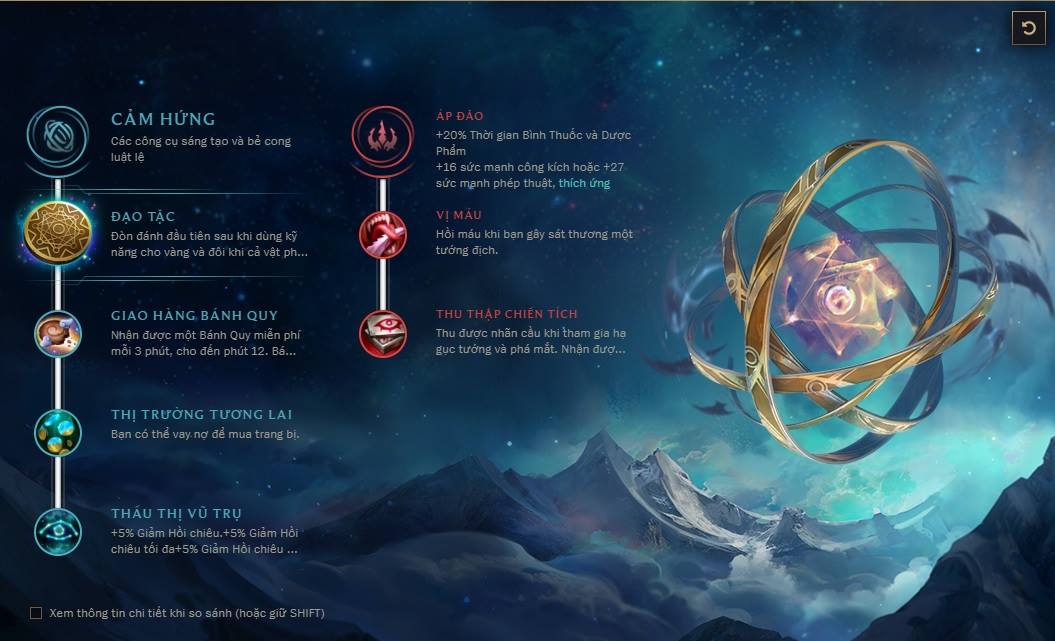 CẢM HỨNG
Các công cụ sáng tạo và bẻ cong
luật lệ
ĐẠO TẶC
Đòn đánh đầu tiên sau khi dùng kỹ
năng cho vàng và đôi khi cả vật ph...
GIAO HÀNG BÁNH QUY
Nhận được một Bánh Quy miễn phí
mỗi 3 phút, cho đến phút 12. Bá...
THỊ TRƯỜNG TƯƠNG LAI
Bạn có thể vay nợ để mua trang bị.
THẤU THỊ VŨ TRỤ
+5% Giảm Hồi chiêu.+5% Giảm Hồi
chiêu tối đa+5% Giảm Hồi chiêu ...
ÁP ĐẢO
+20% Thời gian Bình Thuốc và Dược
Phẩm
+16 sức mạnh công kích hoặc +27
sức mạnh phép thuật, thích ứng
VỊ MÁU
Hồi máu khi bạn gây sát thương một
tướng địch.
THU THẬP CHIẾN TÍCH
Thu được nhãn cầu khi tham gia hạ
gục tướng và phá mắt. Nhận đượ...
Xem thông tin chi tiết khi so sánh (hoặc giữ SHIFT)